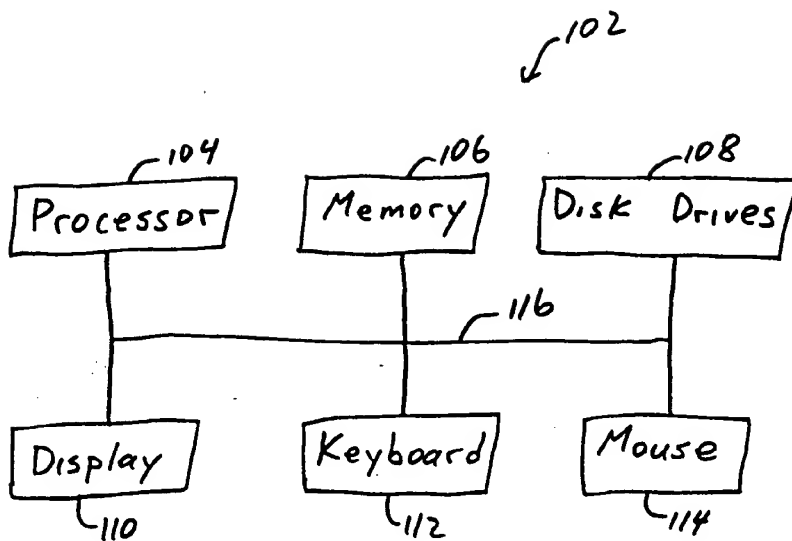 102
104 106 108
Processor Memory Disk Drives
116
Display Keyboard Mouse
110 112 114